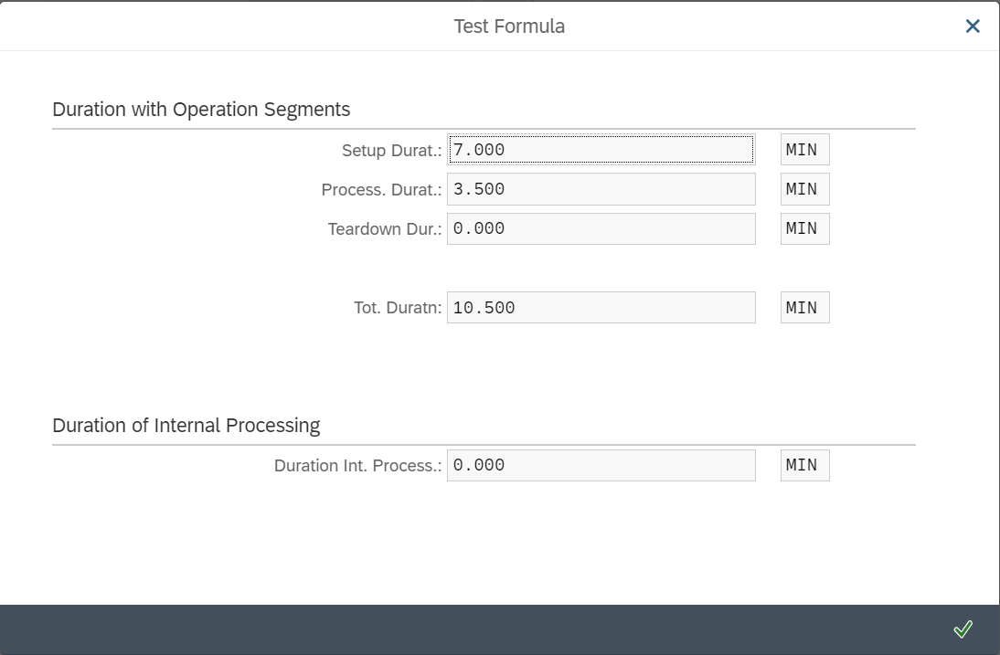 Test Formula
Duration with Operation Segments
Setup Durat.: 7.000 MIN
Process. Durat.: 3.500 MIN
Teardown Dur.: 0.000 MIN
Tot. Duratn: 10.500 MIN
Duration of Internal Processing
Duration Int. Process.: 0.000 MIN